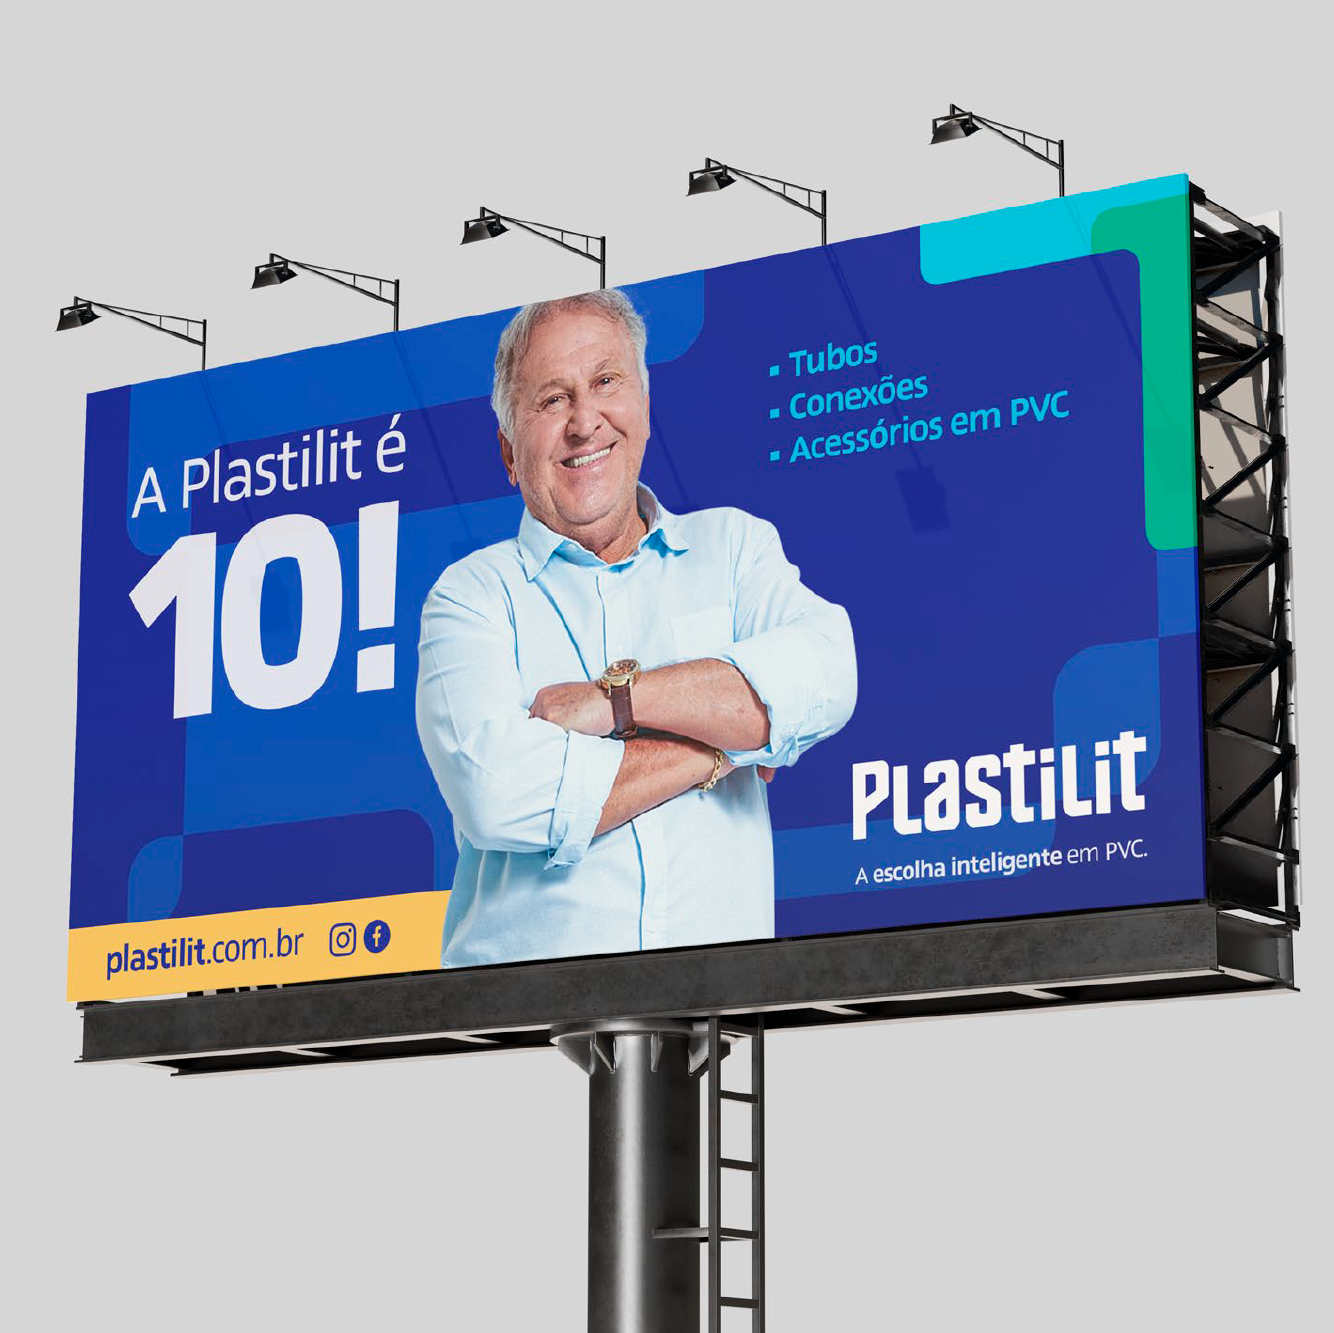 A Plastilit é
10!
▪ Tubos
▪ Conexões
▪ Acessórios em PVC
Plastilit
A escolha inteligente em PVC.
plastilit.com.br